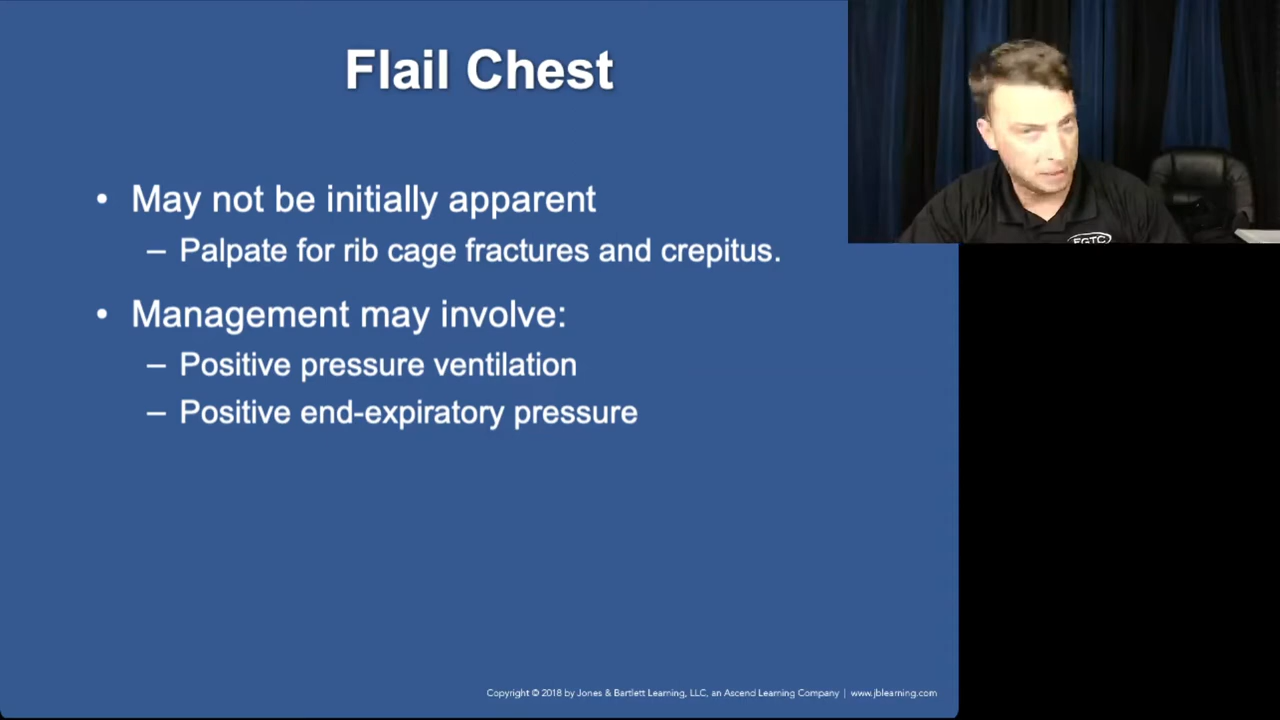 Flail Chest
• May not be initially apparent
– Palpate for rib cage fractures and crepitus.
• Management may involve:
– Positive pressure ventilation
– Positive end-expiratory pressure
Copyright © 2018 by Jones & Bartlett Learning, LLC, an Ascend Learning Company | www.jblearning.com